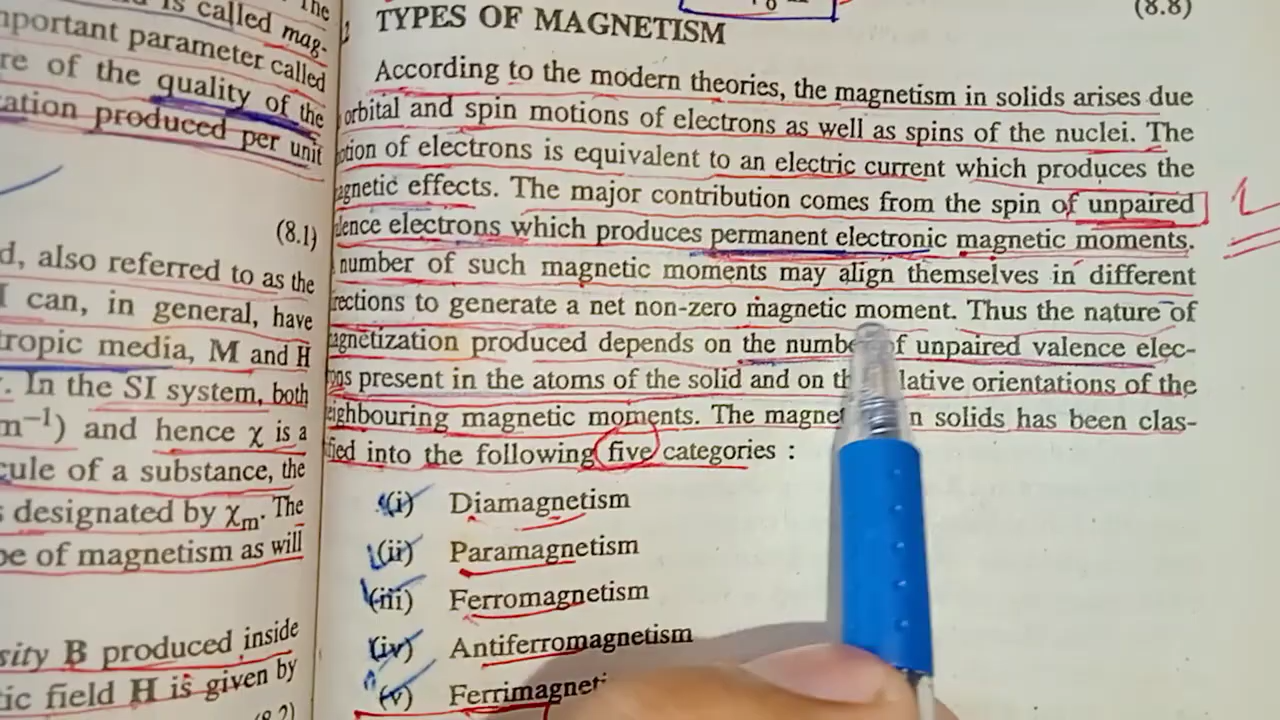 is called mag-
important parameter called
re of the quality of the
ation produced per unit
(8.1)
d, also referred to as the
I can, in general, have
tropic media, M and H
. In the SI system, both
m⁻¹) and hence χ is a
cule of a substance, the
s designated by χm. The
pe of magnetism as will
sity B produced inside
tic field H is given by
(8.2)
(8.8)
TYPES OF MAGNETISM
According to the modern theories, the magnetism in solids arises due
orbital and spin motions of electrons as well as spins of the nuclei. The
otion of electrons is equivalent to an electric current which produces the
agnetic effects. The major contribution comes from the spin of unpaired
lence electrons which produces permanent electronic magnetic moments.
number of such magnetic moments may align themselves in different
rections to generate a net non-zero magnetic moment. Thus the nature of
agnetization produced depends on the number of unpaired valence elec-
ons present in the atoms of the solid and on th lative orientations of the
eighbouring magnetic moments. The magnet n solids has been clas-
fied into the following five categories :
(i) Diamagnetism
(ii) Paramagnetism
(iii) Ferromagnetism
(iv) Antiferromagnetism
(v) Ferrimagneti